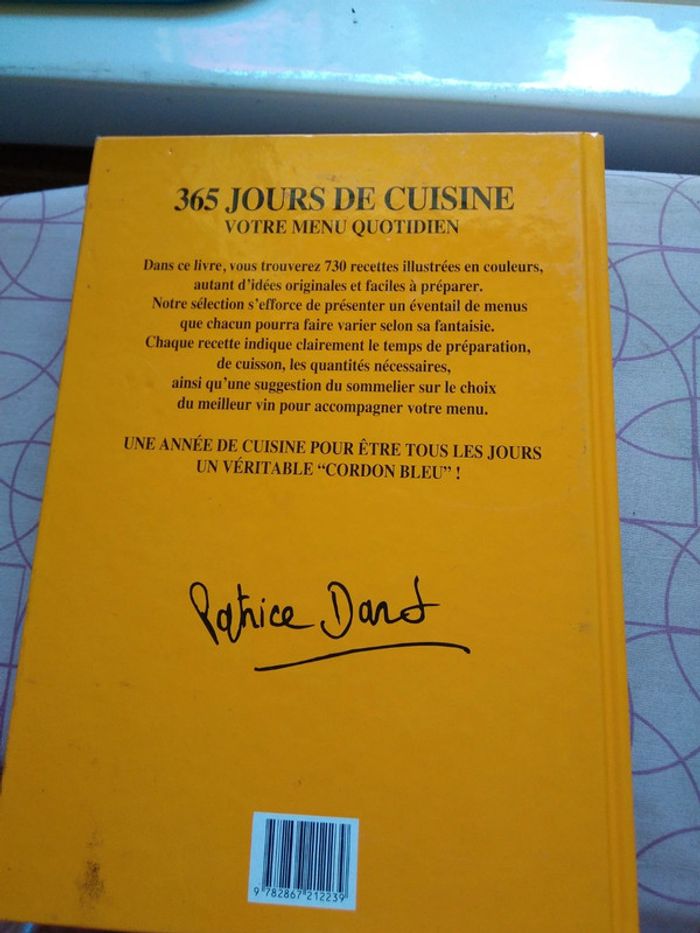 365 JOURS DE CUISINE
VOTRE MENU QUOTIDIEN
Dans ce livre, vous trouverez 730 recettes illustrées en couleurs,
autant d'idées originales et faciles à préparer.
Notre sélection s'efforce de présenter un éventail de menus
que chacun pourra faire varier selon sa fantaisie.
Chaque recette indique clairement le temps de préparation,
de cuisson, les quantités nécessaires,
ainsi qu'une suggestion du sommelier sur le choix
du meilleur vin pour accompagner votre menu.
UNE ANNÉE DE CUISINE POUR ÊTRE TOUS LES JOURS
UN VÉRITABLE “CORDON BLEU” !
Patrice Dard
9 782867 212239